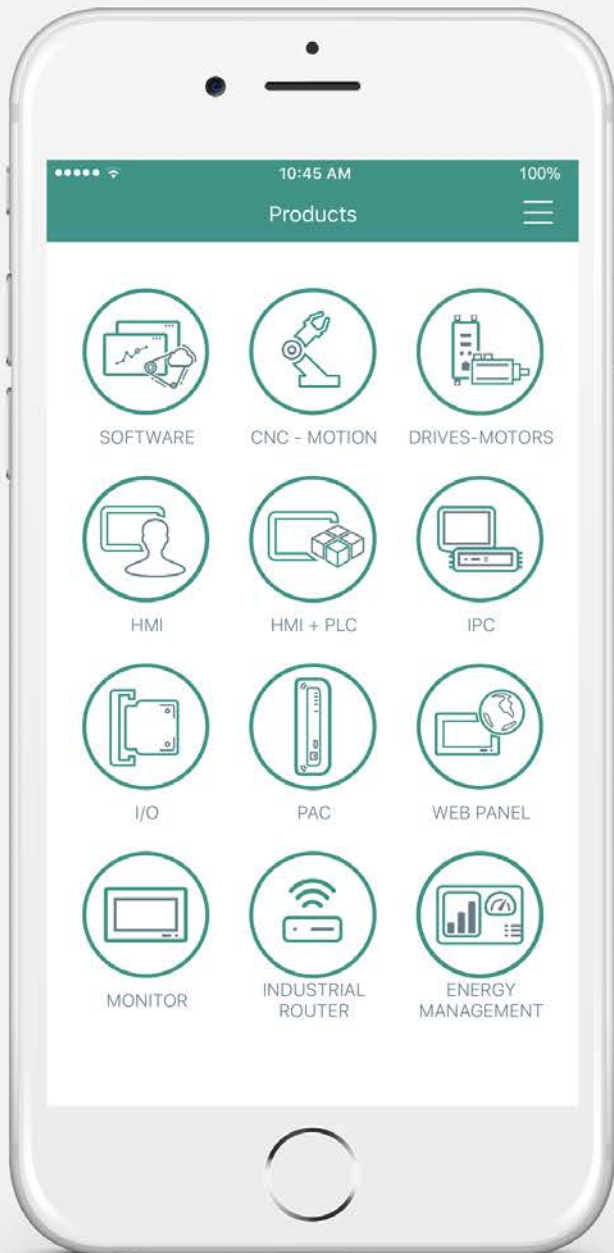 10:45 AM
100%
Products
SOFTWARE
CNC - MOTION
DRIVES-MOTORS
HMI
HMI + PLC
IPC
I/O
PAC
WEB PANEL
MONITOR
INDUSTRIAL
ROUTER
ENERGY
MANAGEMENT